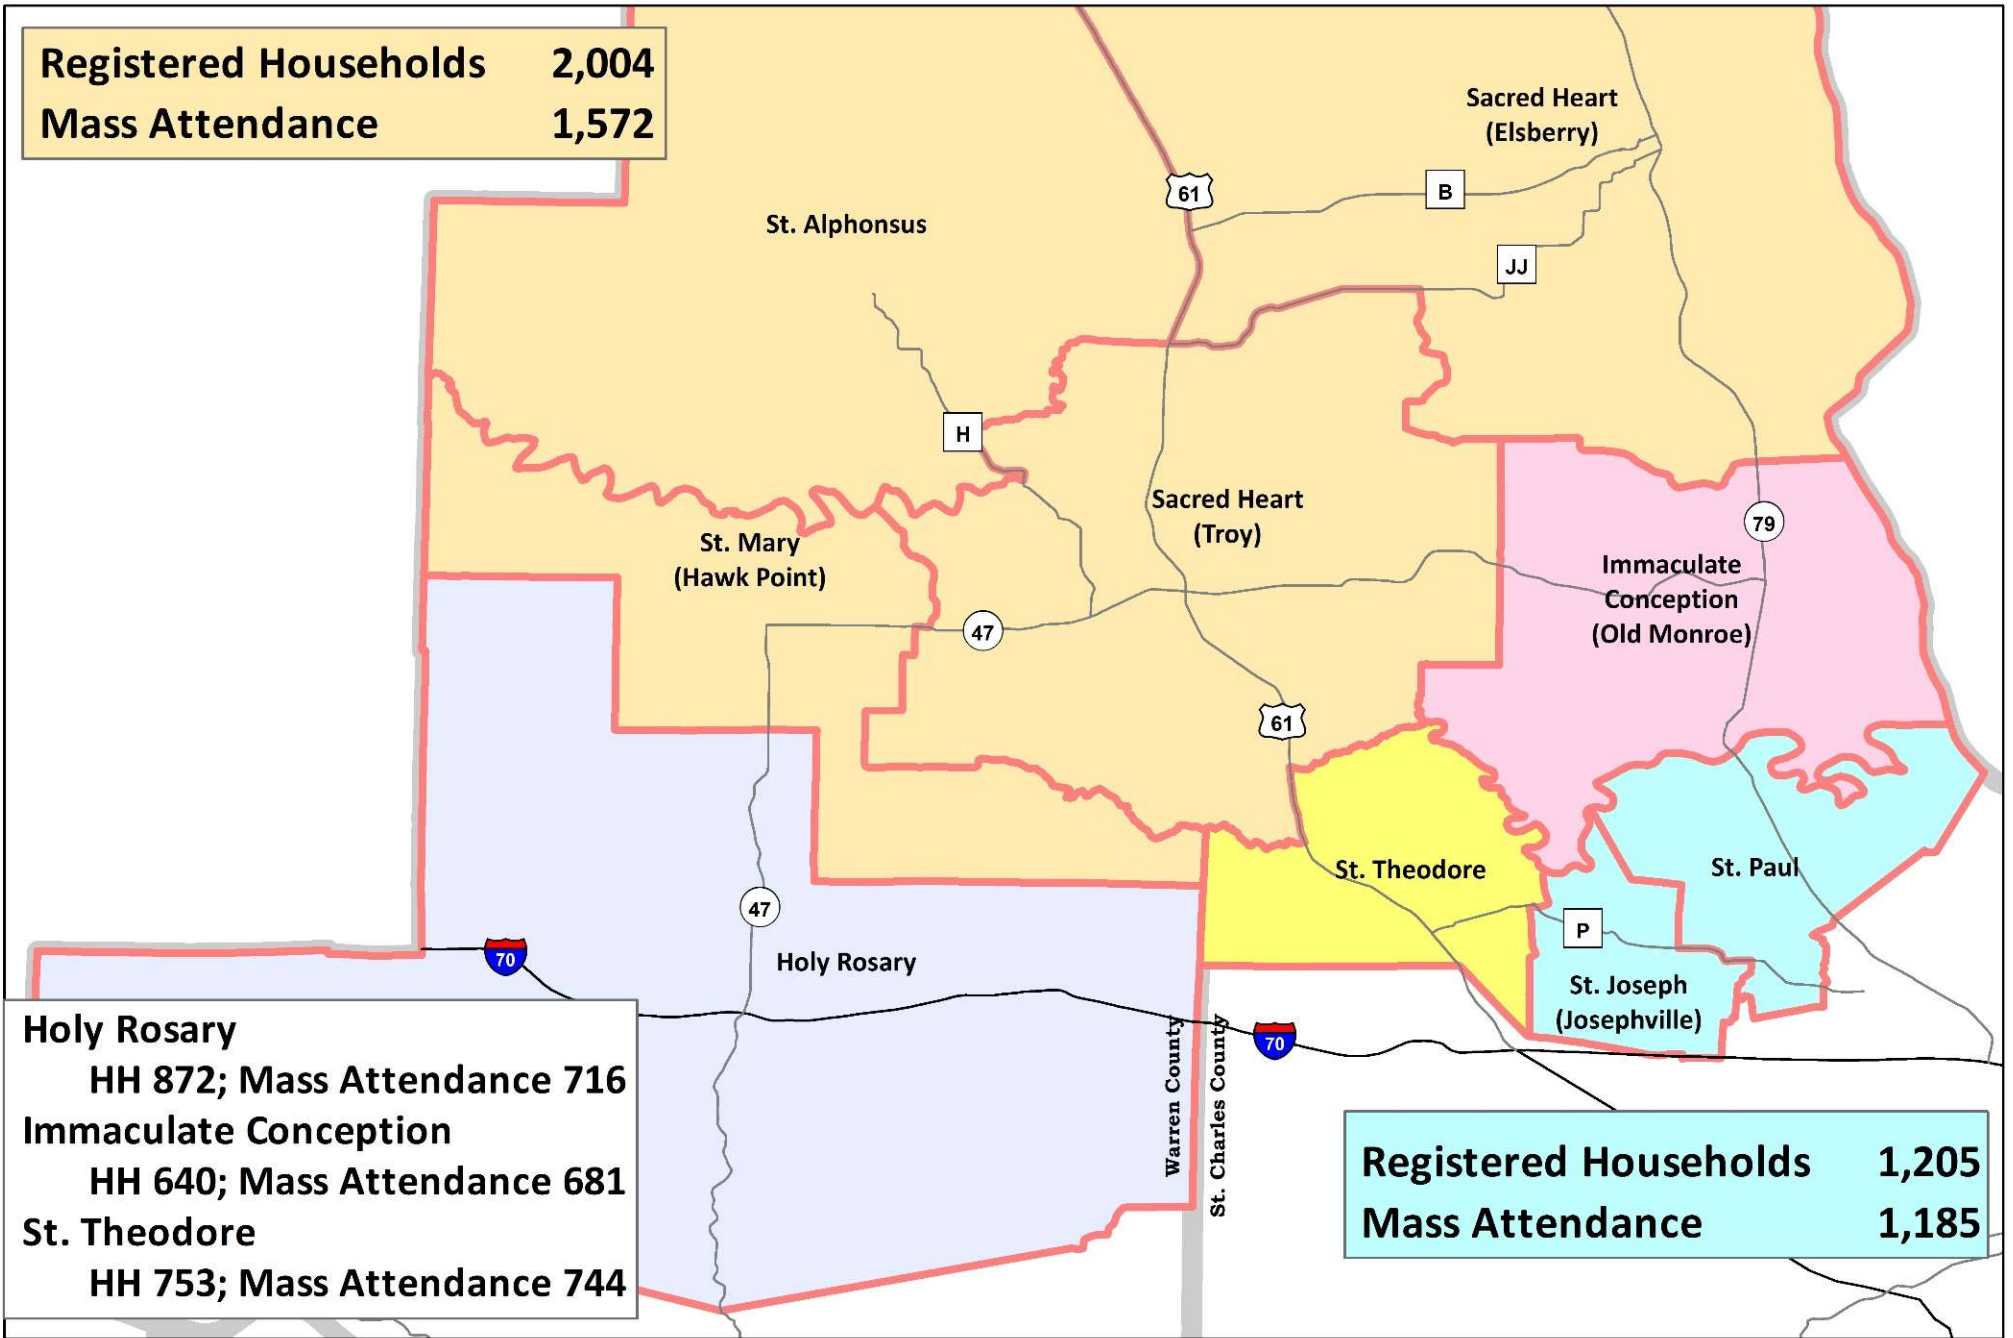 Registered Households 2,004
Mass Attendance 1,572
Sacred Heart
(Elsberry)
61
B
St. Alphonsus
JJ
H
Sacred Heart
(Troy)
79
St. Mary
(Hawk Point)
Immaculate
Conception
(Old Monroe)
47
61
St. Theodore
St. Paul
47
P
70
Holy Rosary
St. Joseph
(Josephville)
70
Warren County
St. Charles County
Holy Rosary
HH 872; Mass Attendance 716
Immaculate Conception
HH 640; Mass Attendance 681
St. Theodore
HH 753; Mass Attendance 744
Registered Households 1,205
Mass Attendance 1,185